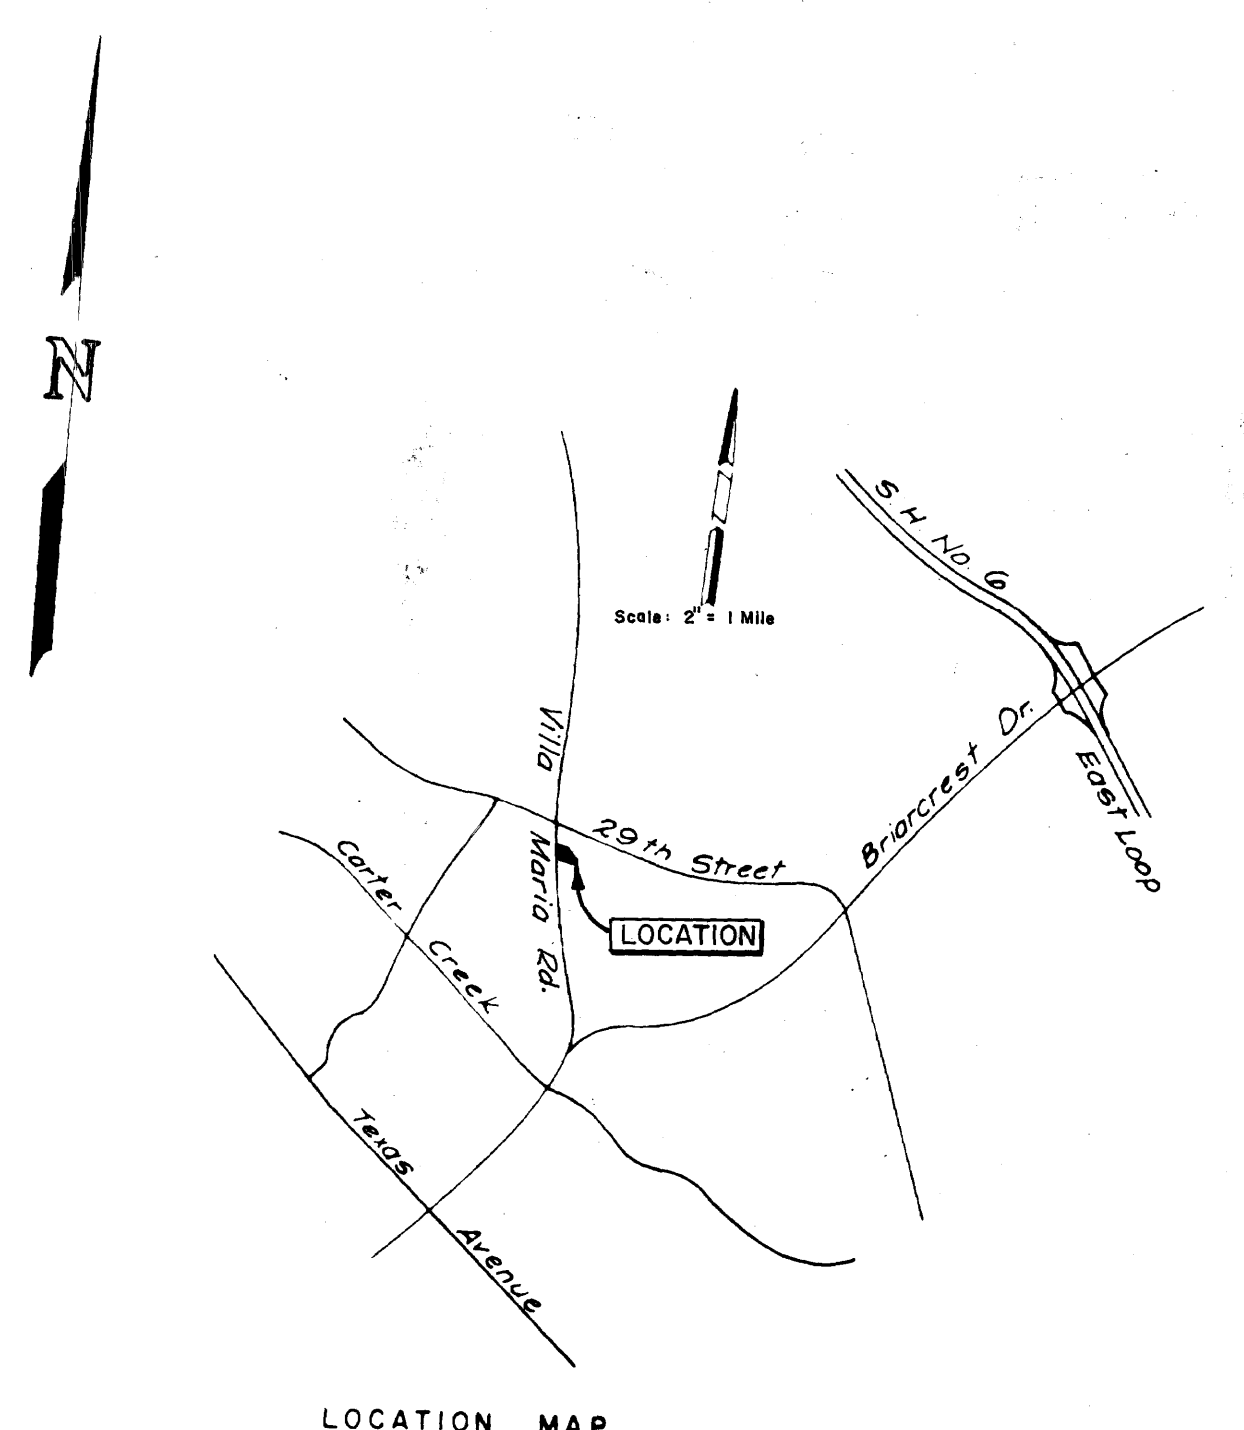 N
N
S. H. No. 6
Scale: 2" = 1 Mile
Villa Maria Rd.
Briarcrest Dr.
East Loop
29th Street
Carter Creek
LOCATION
Texas Avenue
LOCATION MAP